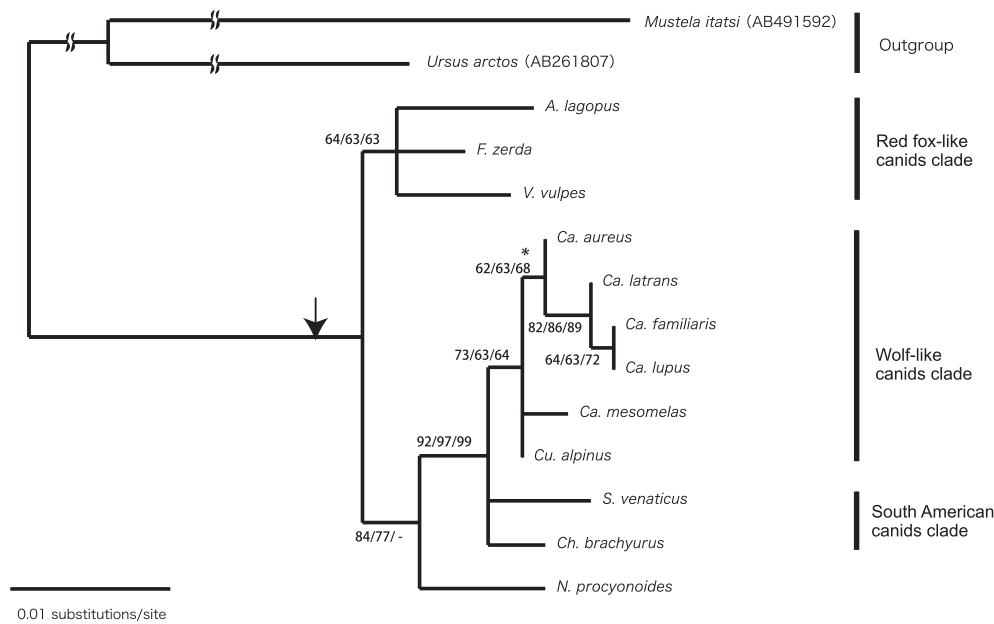 Mustela itatsi (AB491592)
Ursus arctos (AB261807)
Outgroup
A. lagopus
64/63/63
F. zerda
Red fox-like
canids clade
V. vulpes
Ca. aureus
*
62/63/68
Ca. latrans
82/86/89
Ca. familiaris
64/63/72
Ca. lupus
73/63/64
Wolf-like
canids clade
Ca. mesomelas
92/97/99
Cu. alpinus
S. venaticus
South American
canids clade
84/77/ -
Ch. brachyurus
N. procyonoides
0.01 substitutions/site